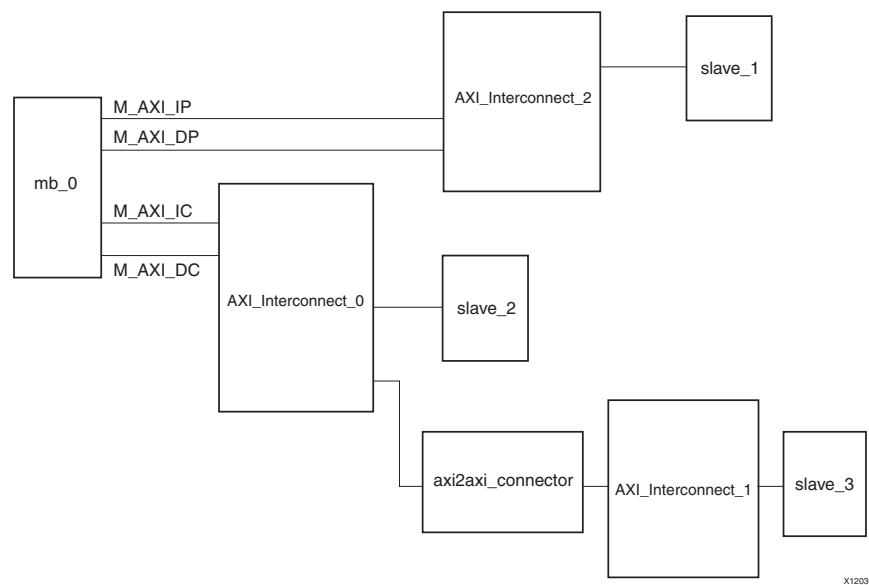 AXI_Interconnect_2
slave_1
M_AXI_IP
M_AXI_DP
mb_0
M_AXI_IC
M_AXI_DC
AXI_Interconnect_0
slave_2
axi2axi_connector
AXI_Interconnect_1
slave_3
X1203